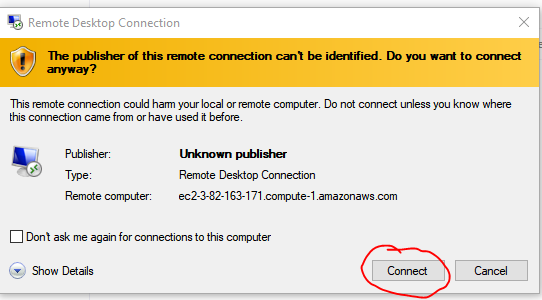 Remote Desktop Connection
The publisher of this remote connection can't be identified. Do you want to connect
anyway?
This remote connection could harm your local or remote computer. Do not connect unless you know where
this connection came from or have used it before.
Publisher: Unknown publisher
Type: Remote Desktop Connection
Remote computer: ec2-3-82-163-171.compute-1.amazonaws.com
Don't ask me again for connections to this computer
Show Details Connect Cancel